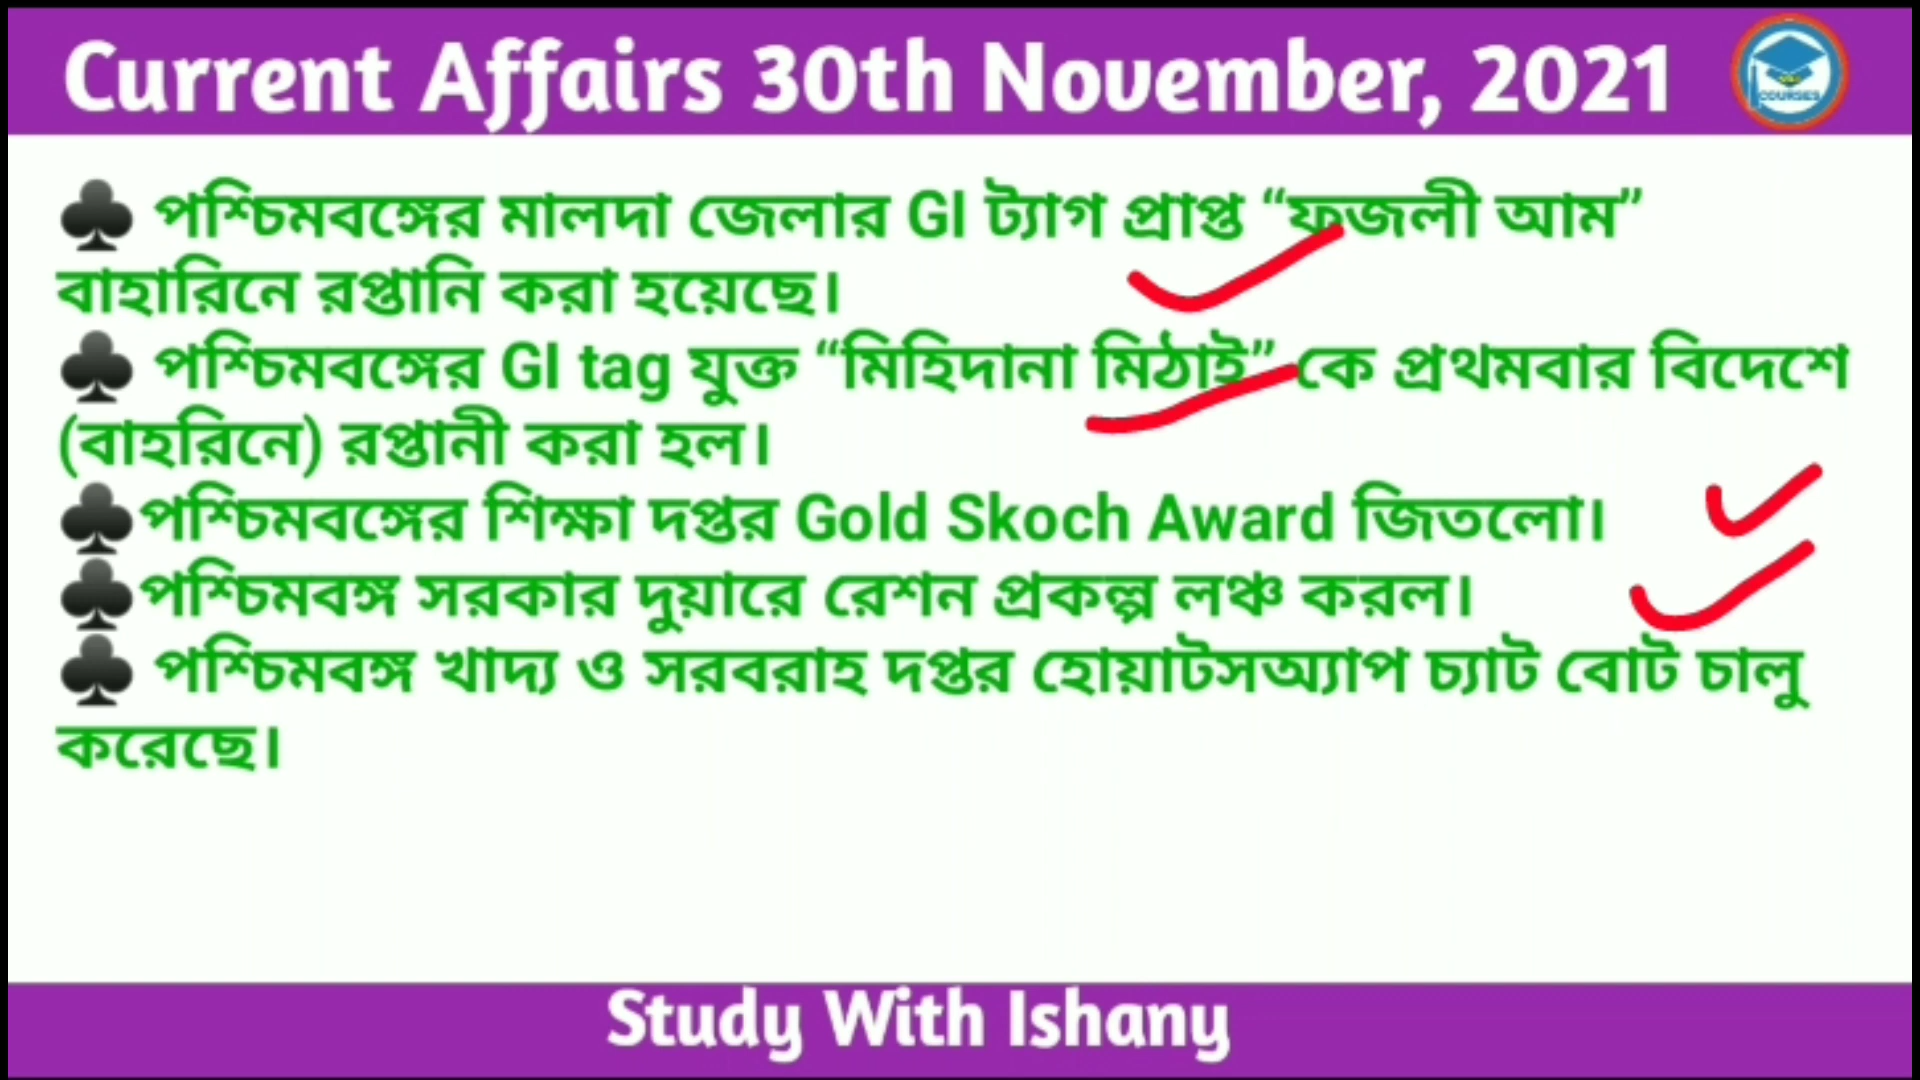 Current Affairs 30th November, 2021
COURSES
♣ পশ্চিমবঙ্গের মালদা জেলার GI ট্যাগ প্রাপ্ত “ফজলী আম”
বাহারিনে রপ্তানি করা হয়েছে।
♣ পশ্চিমবঙ্গের GI tag যুক্ত “মিহিদানা মিঠাই” কে প্রথমবার বিদেশে
(বাহরিনে) রপ্তানী করা হল।
♣পশ্চিমবঙ্গের শিক্ষা দপ্তর Gold Skoch Award জিতলো।
♣পশ্চিমবঙ্গ সরকার দুয়ারে রেশন প্রকল্প লঞ্চ করল।
♣ পশ্চিমবঙ্গ খাদ্য ও সরবরাহ দপ্তর হোয়াটসঅ্যাপ চ্যাট বোট চালু
করেছে।
Study With Ishany